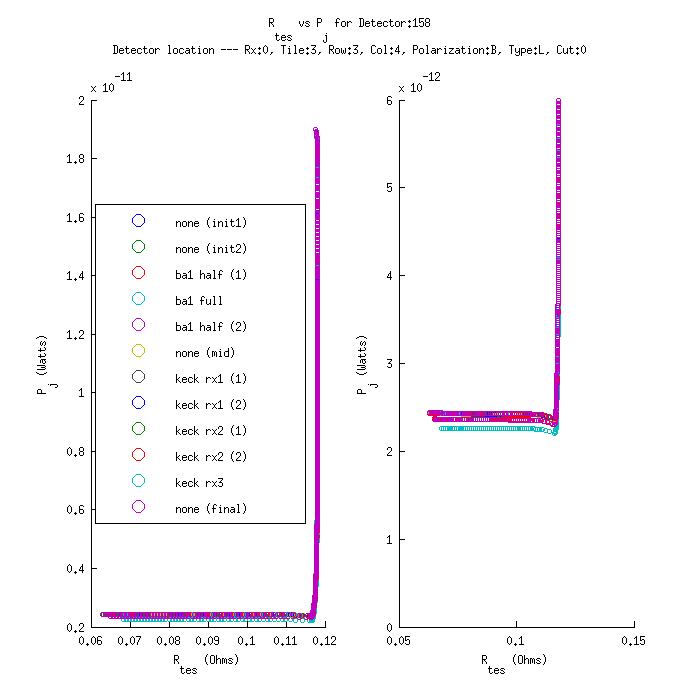 R tes vs P j for Detector:158
Detector location --- Rx:0, Tile:3, Row:3, Col:4, Polarization:B, Type:L, Cut:0
x 10 -11
2
1.8
1.6
1.4
1.2
1
0.8
0.6
0.4
0.2
P j (Watts)
none (init1)
none (init2)
ba1 half (1)
ba1 full
ba1 half (2)
none (mid)
keck rx1 (1)
keck rx1 (2)
keck rx2 (1)
keck rx2 (2)
keck rx3
none (final)
0.06 0.07 0.08 0.09 0.1 0.11 0.12
R tes (Ohms)
x 10 -12
6
5
4
3
2
1
0
P j (Watts)
0.05 0.1 0.15
R tes (Ohms)